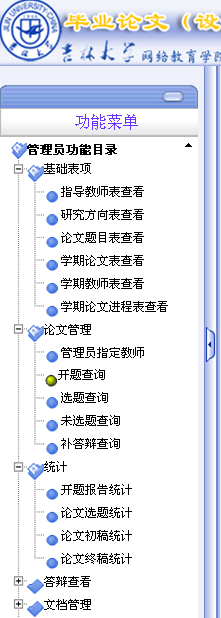 JILIN UNIVERSITY CHINA
毕业论文（设
吉林大学 网络教育学院
功能菜单
管理员功能目录
基础表项
指导教师表查看
研究方向表查看
论文题目表查看
学期论文表查看
学期教师表查看
学期论文进程表查看
论文管理
管理员指定教师
开题查询
选题查询
未选题查询
补答辩查询
统计
开题报告统计
论文选题统计
论文初稿统计
论文终稿统计
答辩查看
文档管理